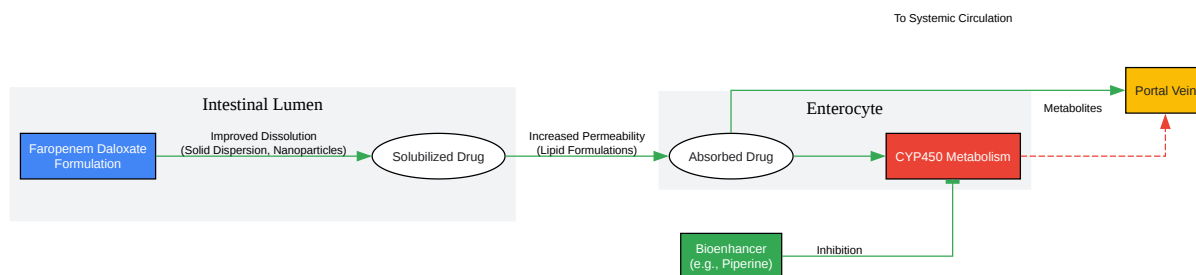 To Systemic Circulation
Intestinal Lumen
Enterocyte
Portal Vein
Metabolites
Faropenem Daloxate
Formulation
Improved Dissolution
(Solid Dispersion, Nanoparticles)
Solubilized Drug
Increased Permeability
(Lipid Formulations)
Absorbed Drug
CYP450 Metabolism
Bioenhancer
(e.g., Piperine)
Inhibition